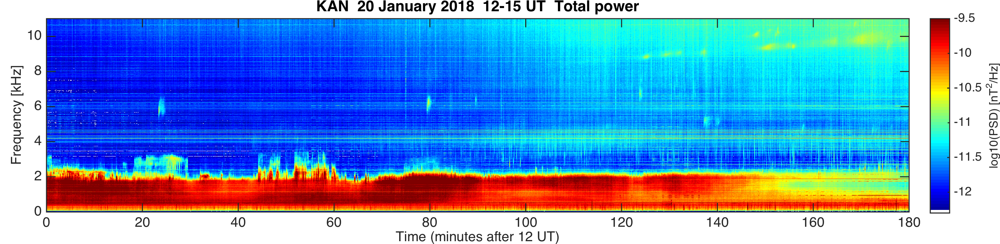 KAN 20 January 2018 12-15 UT Total power
Frequency [kHz]
10
8
6
4
2
0
0 20 40 60 80 100 120 140 160 180
Time (minutes after 12 UT)
-9.5
-10
-10.5
-11
-11.5
-12
log10(PSD) [nT²/Hz]